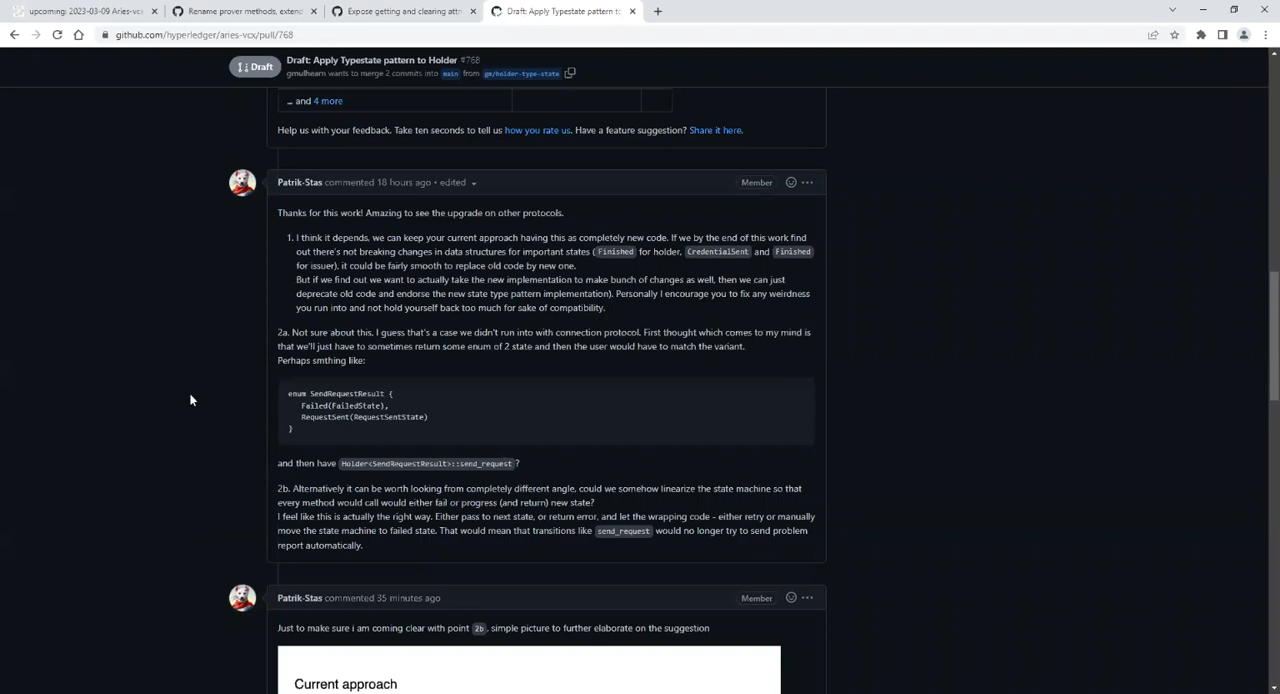 upcoming: 2023-03-09 Aries-vcx
Rename prover methods, extend
Expose getting and clearing attr
Draft: Apply Typestate pattern to
github.com/hyperledger/aries-vcx/pull/768
Draft
Draft: Apply Typestate pattern to Holder #768
gmulhearn wants to merge 2 commits into main from gm/holder-type-state
... and 4 more
Help us with your feedback. Take ten seconds to tell us how you rate us. Have a feature suggestion? Share it here.
Patrik-Stas commented 18 hours ago • edited
Member
Thanks for this work! Amazing to see the upgrade on other protocols.
1. I think it depends, we can keep your current approach having this as completely new code. If we by the end of this work find
out there's not breaking changes in data structures for important states ( Finished for holder, CredentialSent and Finished
for issuer), it could be fairly smooth to replace old code by new one.
But if we find out we want to actually take the new implementation to make bunch of changes as well, then we can just
deprecate old code and endorse the new state type pattern implementation). Personally I encourage you to fix any weirdness
you run into and not hold yourself back too much for sake of compatibility.
2a. Not sure about this. I guess that's a case we didn't run into with connection protocol. First thought which comes to my mind is
that we'll just have to sometimes return some enum of 2 state and then the user would have to match the variant.
Perhaps smthing like:
enum SendRequestResult {
Failed(FailedState),
RequestSent(RequestSentState)
}
and then have Holder<SendRequestResult>::send_request ?
2b. Alternatively it can be worth looking from completely different angle, could we somehow linearize the state machine so that
every method would call would either fail or progress (and return) new state?
I feel like this is actually the right way. Either pass to next state, or return error, and let the wrapping code - either retry or manually
move the state machine to failed state. That would mean that transitions like send_request would no longer try to send problem
report automatically.
Patrik-Stas commented 35 minutes ago
Member
Just to make sure i am coming clear with point 2b, simple picture to further elaborate on the suggestion
Current approach